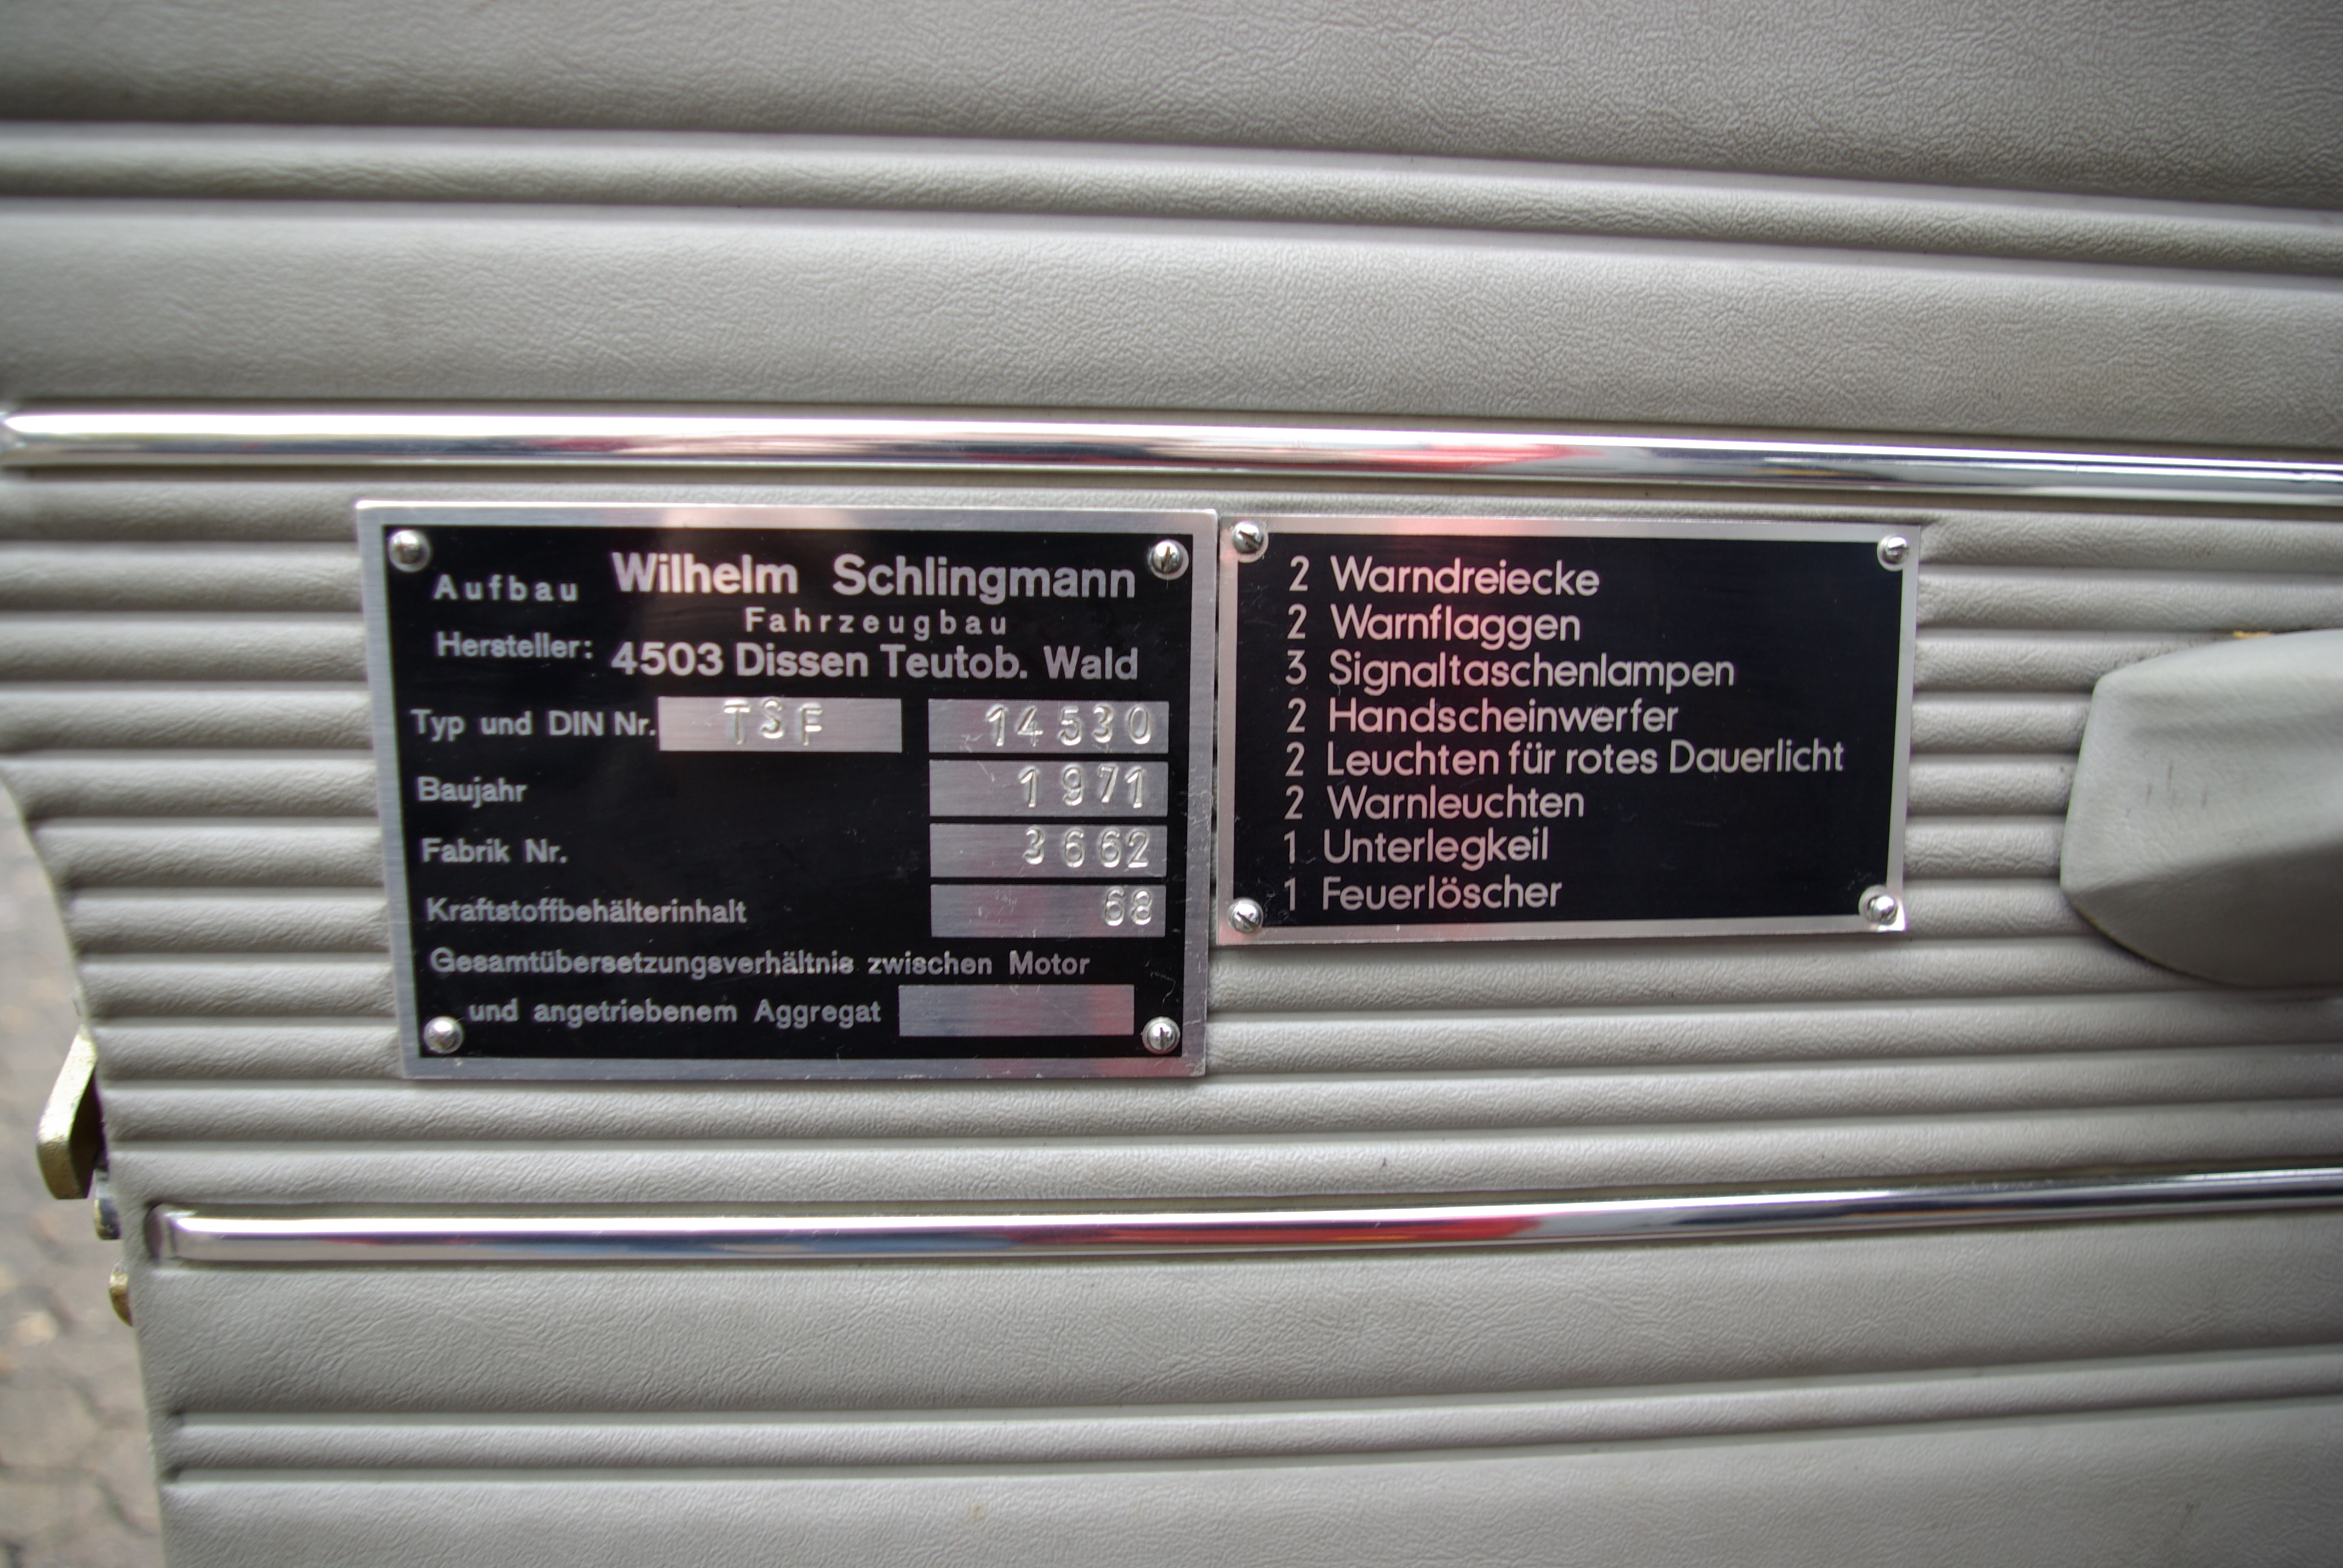 Aufbau Wilhelm Schlingmann
Fahrzeugbau
Hersteller: 4503 Dissen Teutob. Wald
Typ und DIN Nr. TSF 14530
Baujahr 1971
Fabrik Nr. 3662
Kraftstoffbehälterinhalt 68
Gesamtübersetzungsverhältnis zwischen Motor
und angetriebenem Aggregat
2 Warndreiecke
2 Warnflaggen
3 Signaltaschenlampen
2 Handscheinwerfer
2 Leuchten für rotes Dauerlicht
2 Warnleuchten
1 Unterlegkeil
1 Feuerlöscher